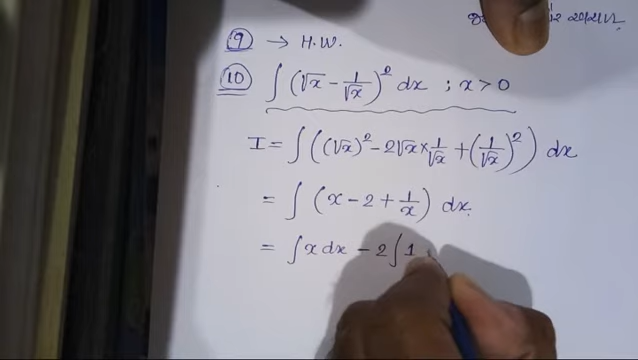 9 → H.W.
10 ∫ (√x − 1/√x)² dx ; x > 0
I = ∫ ((√x)² − 2√x × 1/√x + (1/√x)²) dx
= ∫ (x − 2 + 1/x) dx.
= ∫ x dx − 2 ∫ 1